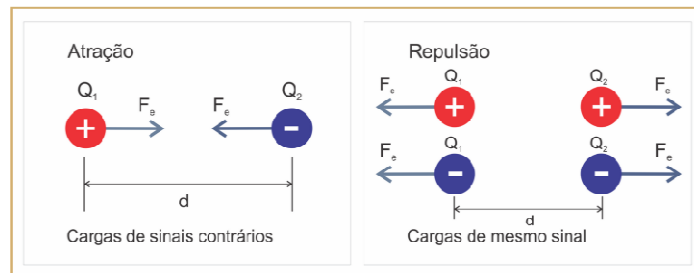 Atração
Q₁ Q₂
Fₑ Fₑ
+ -
d
Cargas de sinais contrários
Repulsão
Q₁ Q₂
Fₑ Fₑ
+ +
Q₁ Q₂
Fₑ Fₑ
- -
d
Cargas de mesmo sinal